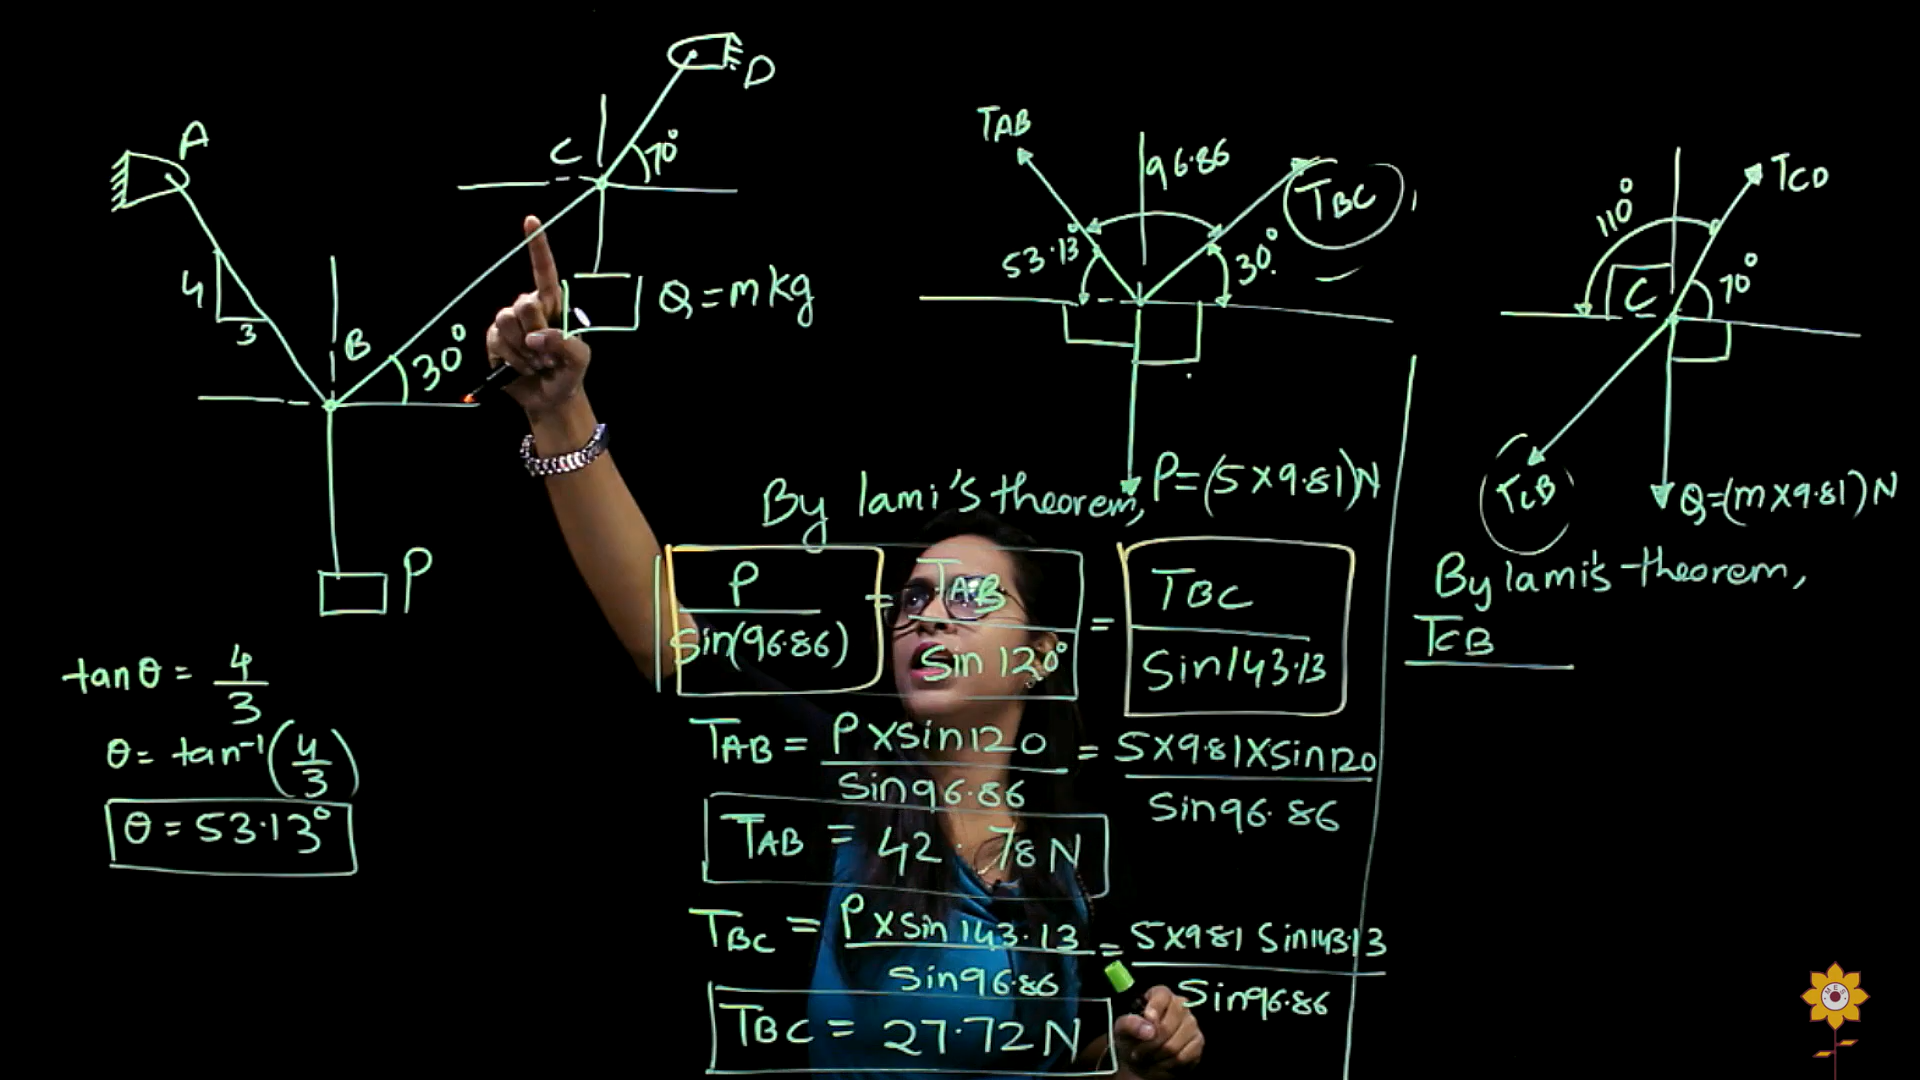 A
4
3
B
30°
P
C
70°
D
Q = m kg
tanθ = 4/3
θ = tan⁻¹(4/3)
θ = 53.13°
TAB
96.86
TBC
53.13°
30°
P = (5 × 9.81) N
By lami's theorem,
P/Sin(96.86) = TAB/Sin 120° = TBC/Sin 143.13
TAB = P × Sin 120/Sin 96.86 = 5 × 9.81 × Sin 120/Sin 96.86
TAB = 42.78 N
TBC = P × Sin 143.13/Sin 96.86 = 5 × 9.81 Sin 143.13/Sin 96.86
TBC = 27.72 N
TCD
110°
C
70°
TCB
Q = (m × 9.81) N
By lami's theorem,
TCB
MES